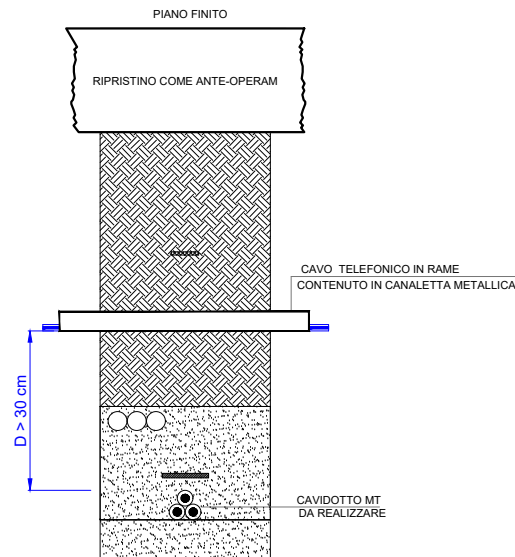 PIANO FINITO
RIPRISTINO COME ANTE-OPERAM
CAVO TELEFONICO IN RAME
CONTENUTO IN CANALETTA METALLICA
D > 30 cm
CAVIDOTTO MT
DA REALIZZARE